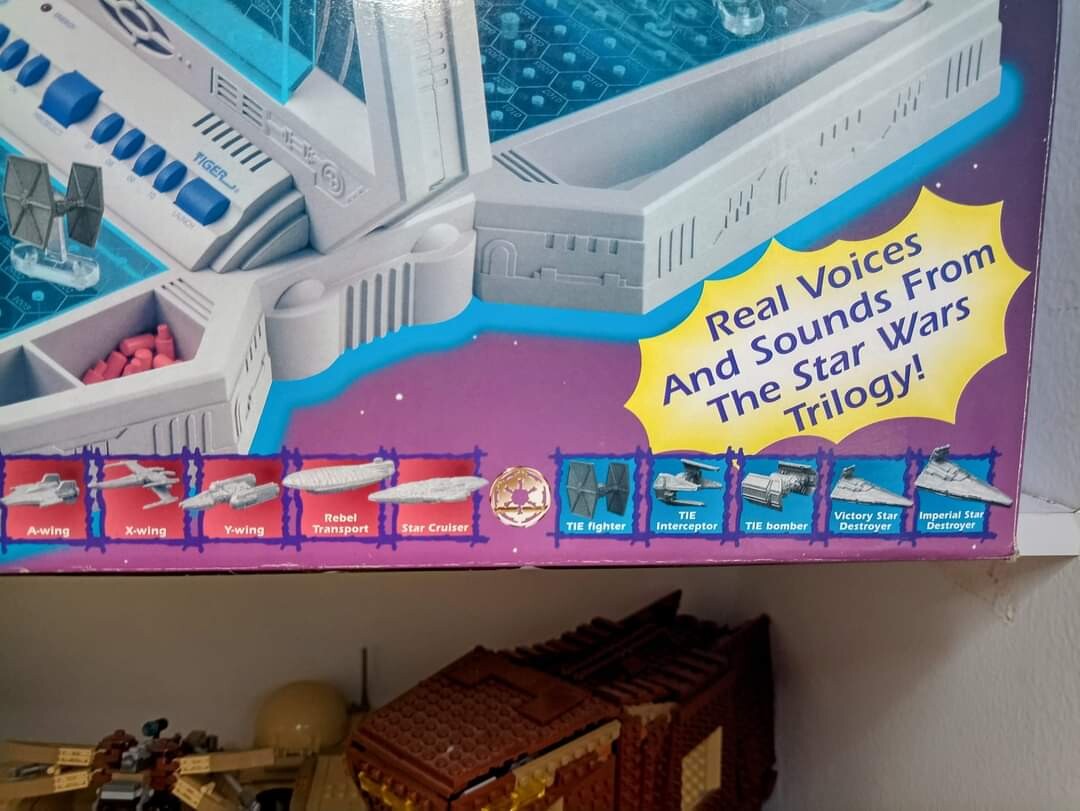 TIGER
LAUNCH
Real Voices
And Sounds From
The Star Wars
Trilogy!
A-wing
X-wing
Y-wing
Rebel
Transport
Star Cruiser
TIE fighter
TIE
Interceptor
TIE bomber
Victory Star
Destroyer
Imperial Star
Destroyer